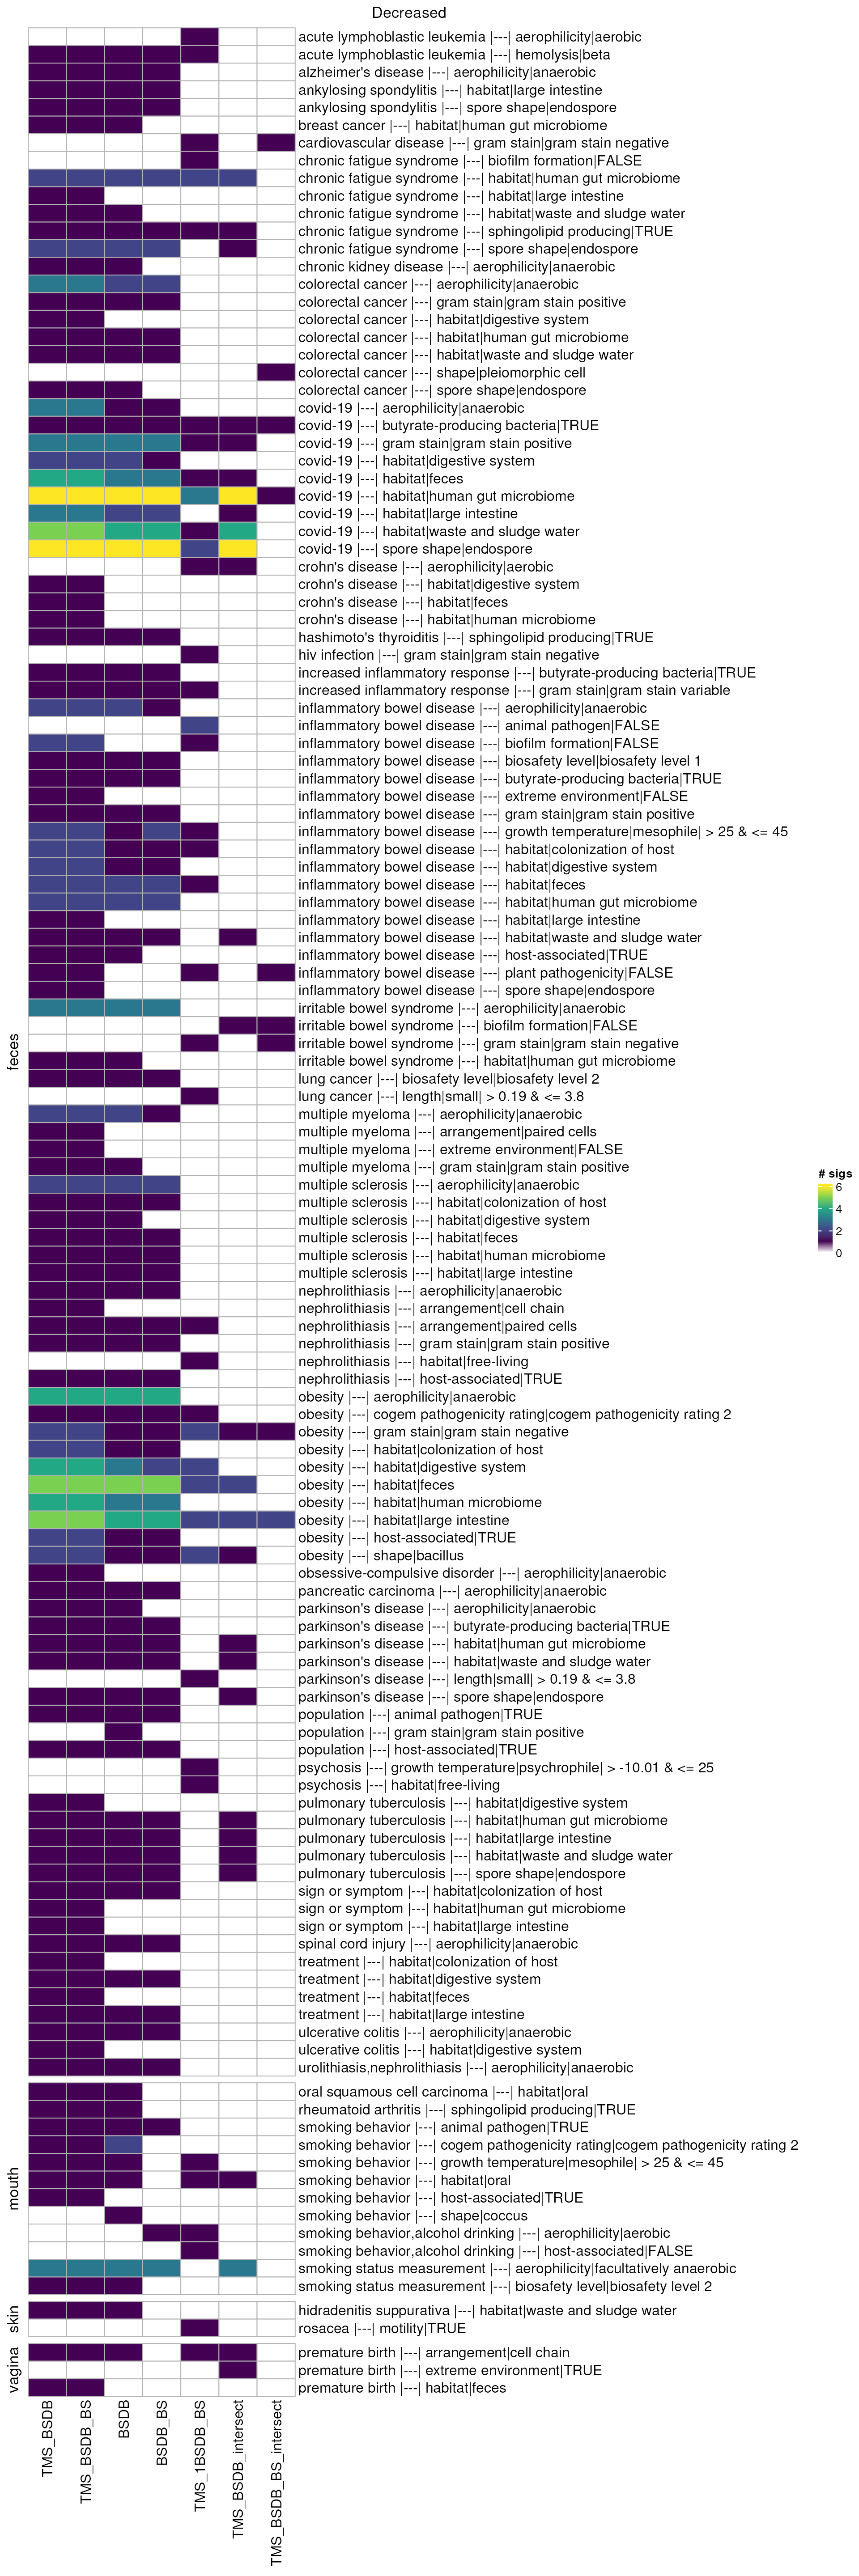 Decreased
acute lymphoblastic leukemia |---| aerophilicity|aerobic
acute lymphoblastic leukemia |---| hemolysis|beta
alzheimer's disease |---| aerophilicity|anaerobic
ankylosing spondylitis |---| habitat|large intestine
ankylosing spondylitis |---| spore shape|endospore
breast cancer |---| habitat|human gut microbiome
cardiovascular disease |---| gram stain|gram stain negative
chronic fatigue syndrome |---| biofilm formation|FALSE
chronic fatigue syndrome |---| habitat|human gut microbiome
chronic fatigue syndrome |---| habitat|large intestine
chronic fatigue syndrome |---| habitat|waste and sludge water
chronic fatigue syndrome |---| sphingolipid producing|TRUE
chronic fatigue syndrome |---| spore shape|endospore
chronic kidney disease |---| aerophilicity|anaerobic
colorectal cancer |---| aerophilicity|anaerobic
colorectal cancer |---| gram stain|gram stain positive
colorectal cancer |---| habitat|digestive system
colorectal cancer |---| habitat|human gut microbiome
colorectal cancer |---| habitat|waste and sludge water
colorectal cancer |---| shape|pleiomorphic cell
colorectal cancer |---| spore shape|endospore
covid-19 |---| aerophilicity|anaerobic
covid-19 |---| butyrate-producing bacteria|TRUE
covid-19 |---| gram stain|gram stain positive
covid-19 |---| habitat|digestive system
covid-19 |---| habitat|feces
covid-19 |---| habitat|human gut microbiome
covid-19 |---| habitat|large intestine
covid-19 |---| habitat|waste and sludge water
covid-19 |---| spore shape|endospore
crohn's disease |---| aerophilicity|aerobic
crohn's disease |---| habitat|digestive system
crohn's disease |---| habitat|feces
crohn's disease |---| habitat|human microbiome
hashimoto's thyroiditis |---| sphingolipid producing|TRUE
hiv infection |---| gram stain|gram stain negative
increased inflammatory response |---| butyrate-producing bacteria|TRUE
increased inflammatory response |---| gram stain|gram stain variable
inflammatory bowel disease |---| aerophilicity|anaerobic
inflammatory bowel disease |---| animal pathogen|FALSE
inflammatory bowel disease |---| biofilm formation|FALSE
inflammatory bowel disease |---| biosafety level|biosafety level 1
inflammatory bowel disease |---| butyrate-producing bacteria|TRUE
inflammatory bowel disease |---| extreme environment|FALSE
inflammatory bowel disease |---| gram stain|gram stain positive
inflammatory bowel disease |---| growth temperature|mesophile| > 25 & <= 45
inflammatory bowel disease |---| habitat|colonization of host
inflammatory bowel disease |---| habitat|digestive system
inflammatory bowel disease |---| habitat|feces
inflammatory bowel disease |---| habitat|human gut microbiome
inflammatory bowel disease |---| habitat|large intestine
inflammatory bowel disease |---| habitat|waste and sludge water
inflammatory bowel disease |---| host-associated|TRUE
inflammatory bowel disease |---| plant pathogenicity|FALSE
inflammatory bowel disease |---| spore shape|endospore
irritable bowel syndrome |---| aerophilicity|anaerobic
irritable bowel syndrome |---| biofilm formation|FALSE
irritable bowel syndrome |---| gram stain|gram stain negative
irritable bowel syndrome |---| habitat|human gut microbiome
lung cancer |---| biosafety level|biosafety level 2
lung cancer |---| length|small| > 0.19 & <= 3.8
multiple myeloma |---| aerophilicity|anaerobic
multiple myeloma |---| arrangement|paired cells
multiple myeloma |---| extreme environment|FALSE
multiple myeloma |---| gram stain|gram stain positive
multiple sclerosis |---| aerophilicity|anaerobic
multiple sclerosis |---| habitat|colonization of host
multiple sclerosis |---| habitat|digestive system
multiple sclerosis |---| habitat|feces
multiple sclerosis |---| habitat|human microbiome
multiple sclerosis |---| habitat|large intestine
nephrolithiasis |---| aerophilicity|anaerobic
nephrolithiasis |---| arrangement|cell chain
nephrolithiasis |---| arrangement|paired cells
nephrolithiasis |---| gram stain|gram stain positive
nephrolithiasis |---| habitat|free-living
nephrolithiasis |---| host-associated|TRUE
obesity |---| aerophilicity|anaerobic
obesity |---| cogem pathogenicity rating|cogem pathogenicity rating 2
obesity |---| gram stain|gram stain negative
obesity |---| habitat|colonization of host
obesity |---| habitat|digestive system
obesity |---| habitat|feces
obesity |---| habitat|human microbiome
obesity |---| habitat|large intestine
obesity |---| host-associated|TRUE
obesity |---| shape|bacillus
obsessive-compulsive disorder |---| aerophilicity|anaerobic
pancreatic carcinoma |---| aerophilicity|anaerobic
parkinson's disease |---| aerophilicity|anaerobic
parkinson's disease |---| butyrate-producing bacteria|TRUE
parkinson's disease |---| habitat|human gut microbiome
parkinson's disease |---| habitat|waste and sludge water
parkinson's disease |---| length|small| > 0.19 & <= 3.8
parkinson's disease |---| spore shape|endospore
population |---| animal pathogen|TRUE
population |---| gram stain|gram stain positive
population |---| host-associated|TRUE
psychosis |---| growth temperature|psychrophile| > -10.01 & <= 25
psychosis |---| habitat|free-living
pulmonary tuberculosis |---| habitat|digestive system
pulmonary tuberculosis |---| habitat|human gut microbiome
pulmonary tuberculosis |---| habitat|large intestine
pulmonary tuberculosis |---| habitat|waste and sludge water
pulmonary tuberculosis |---| spore shape|endospore
sign or symptom |---| habitat|colonization of host
sign or symptom |---| habitat|human gut microbiome
sign or symptom |---| habitat|large intestine
spinal cord injury |---| aerophilicity|anaerobic
treatment |---| habitat|colonization of host
treatment |---| habitat|digestive system
treatment |---| habitat|feces
treatment |---| habitat|large intestine
ulcerative colitis |---| aerophilicity|anaerobic
ulcerative colitis |---| habitat|digestive system
urolithiasis,nephrolithiasis |---| aerophilicity|anaerobic
feces
oral squamous cell carcinoma |---| habitat|oral
rheumatoid arthritis |---| sphingolipid producing|TRUE
smoking behavior |---| animal pathogen|TRUE
smoking behavior |---| cogem pathogenicity rating|cogem pathogenicity rating 2
smoking behavior |---| growth temperature|mesophile| > 25 & <= 45
smoking behavior |---| habitat|oral
smoking behavior |---| host-associated|TRUE
smoking behavior |---| shape|coccus
smoking behavior,alcohol drinking |---| aerophilicity|aerobic
smoking behavior,alcohol drinking |---| host-associated|FALSE
smoking status measurement |---| aerophilicity|facultatively anaerobic
smoking status measurement |---| biosafety level|biosafety level 2
mouth
hidradenitis suppurativa |---| habitat|waste and sludge water
rosacea |---| motility|TRUE
skin
premature birth |---| arrangement|cell chain
premature birth |---| extreme environment|TRUE
premature birth |---| habitat|feces
vagina
TMS_BSDB
TMS_BSDB_BS
BSDB
BSDB_BS
TMS_1BSDB_BS
TMS_BSDB_intersect
TMS_BSDB_BS_intersect
# sigs
6
4
2
0